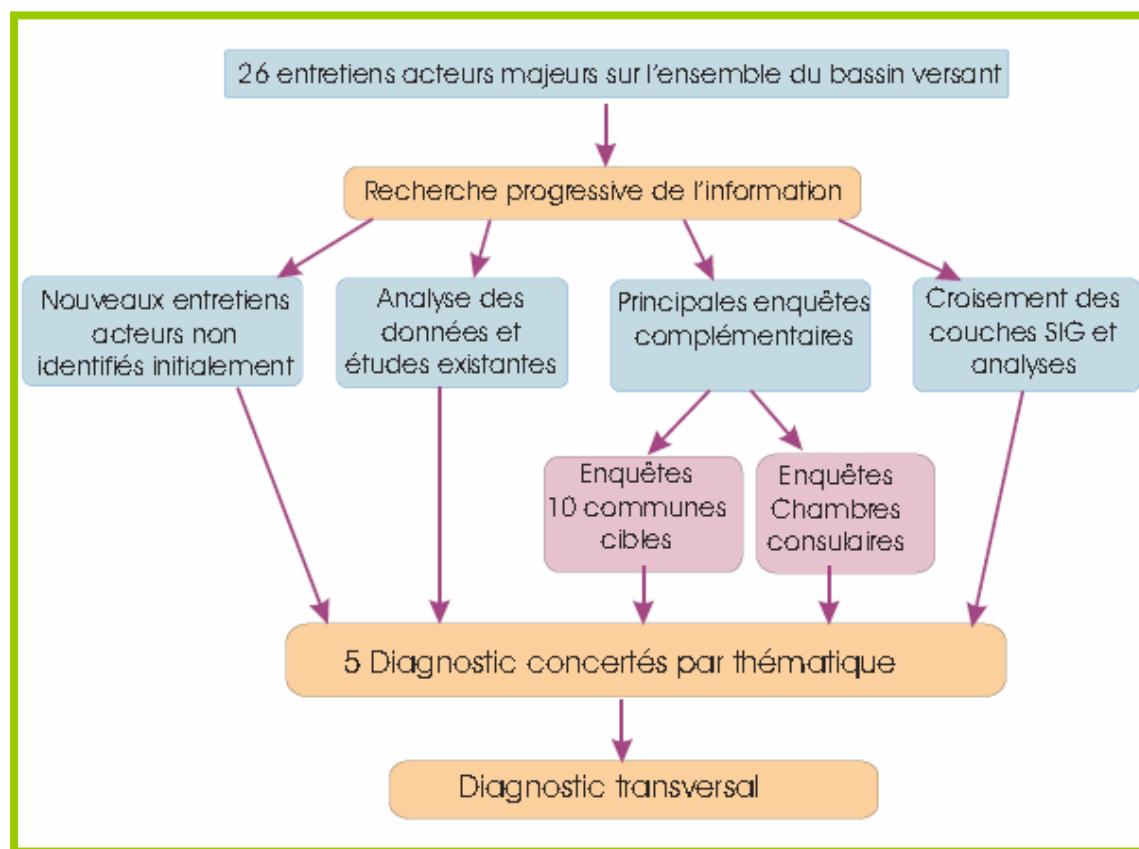 26 entretiens acteurs majeurs sur l'ensemble du bassin versant
Recherche progressive de l'information
Nouveaux entretiens
acteurs non
identifiés initialement
Analyse des
données et
études existantes
Principales enquêtes
complémentaires
Croisement des
couches SIG et
analyses
Enquêtes
10 communes
cibles
Enquêtes
Chambres
consulaires
5 Diagnostic concertés par thématique
Diagnostic transversal